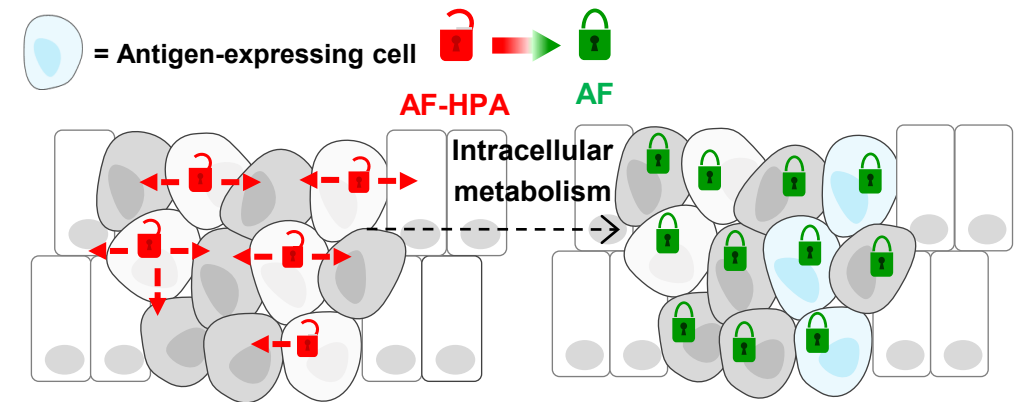 = Antigen-expressing cell
AF-HPA
AF
Intracellular
metabolism